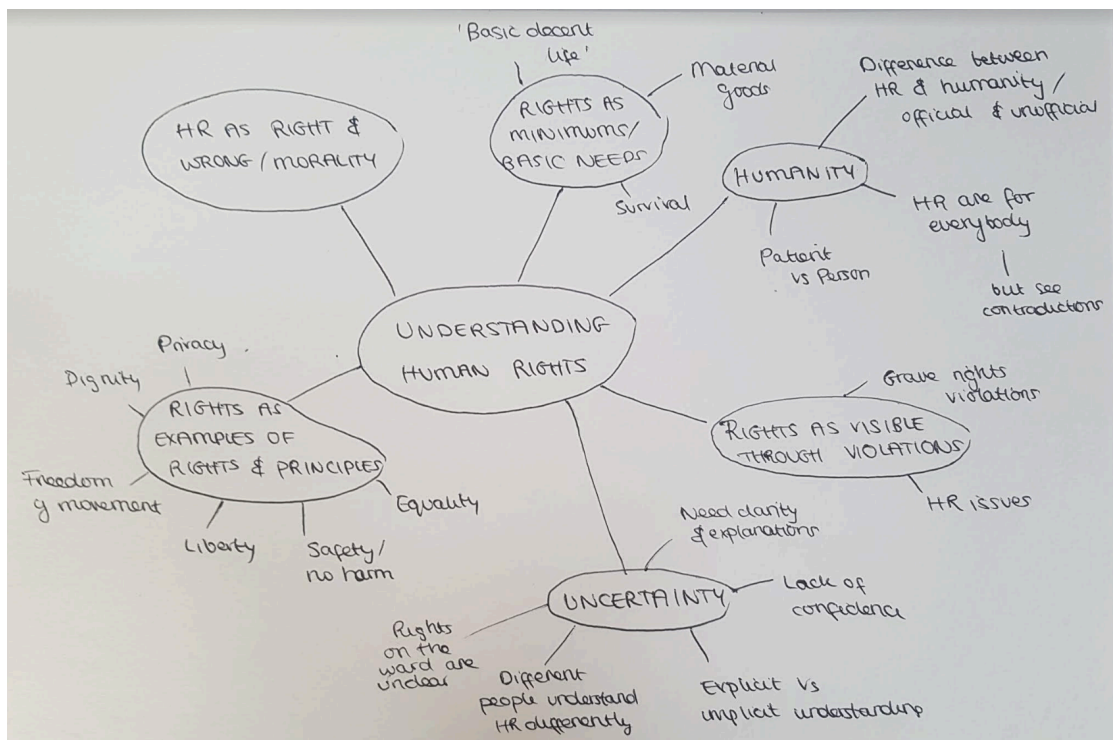 'Basic decent
life'
Material
goods
RIGHTS AS
MINIMUMS/
BASIC NEEDS
Survival
HR AS RIGHT &
WRONG / MORALITY
Difference between
HR & humanity /
official & unofficial
HUMANITY
HR are for
everybody
but see
contradictions
Patient
vs Person
UNDERSTANDING
HUMAN RIGHTS
Privacy
Dignity
RIGHTS AS
EXAMPLES OF
RIGHTS & PRINCIPLES
Freedom
of movement
Liberty
Safety/
no harm
Equality
Grave rights
violations
RIGHTS AS VISIBLE
THROUGH VIOLATIONS
HR issues
Need clarity
& explanations
UNCERTAINTY
Lack of
confidence
Rights
on the
ward are
unclear
Different
people understand
HR differently
Explicit vs
implicit understanding